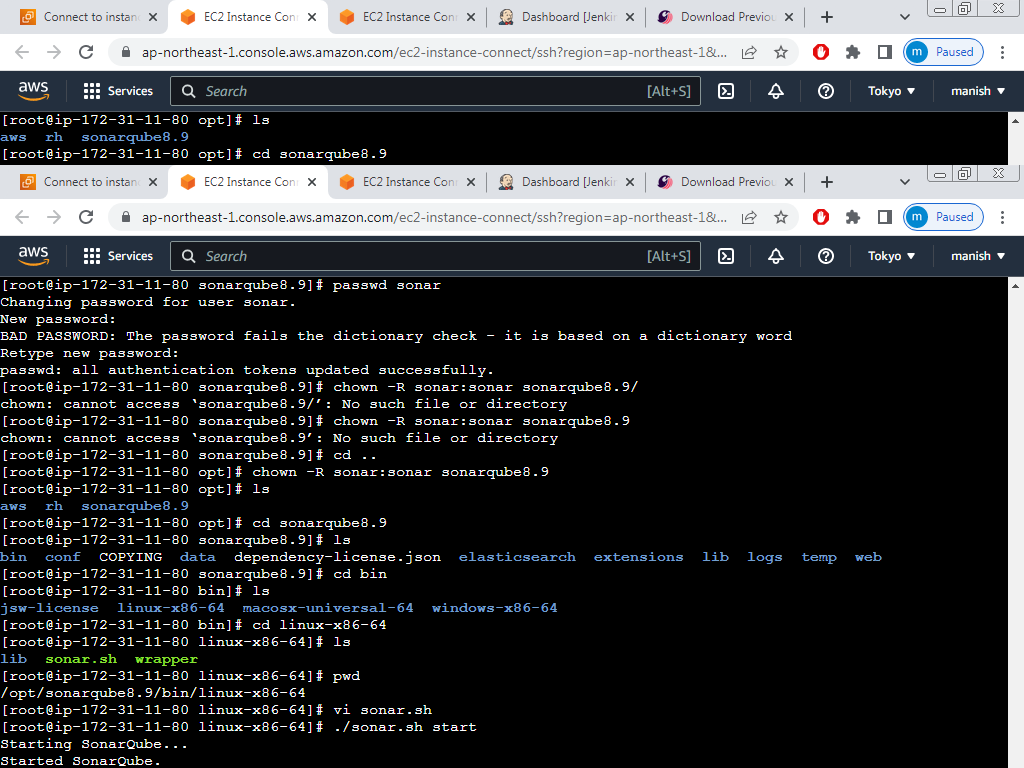 Connect to instan EC2 Instance Con EC2 Instance Conn Dashboard [Jenkin Download Previou
ap-northeast-1.console.aws.amazon.com/ec2-instance-connect/ssh?region=ap-northeast-1&... m Paused
aws Services Search [Alt+S] Tokyo ▼ manish ▼
[root@ip-172-31-11-80 opt]# ls
aws rh sonarqube8.9
[root@ip-172-31-11-80 opt]# cd sonarqube8.9
Connect to instan EC2 Instance Con EC2 Instance Conn Dashboard [Jenkin Download Previou
ap-northeast-1.console.aws.amazon.com/ec2-instance-connect/ssh?region=ap-northeast-1&... m Paused
aws Services Search [Alt+S] Tokyo ▼ manish ▼
[root@ip-172-31-11-80 sonarqube8.9]# passwd sonar
Changing password for user sonar.
New password:
BAD PASSWORD: The password fails the dictionary check - it is based on a dictionary word
Retype new password:
passwd: all authentication tokens updated successfully.
[root@ip-172-31-11-80 sonarqube8.9]# chown -R sonar:sonar sonarqube8.9/
chown: cannot access ‘sonarqube8.9/’: No such file or directory
[root@ip-172-31-11-80 sonarqube8.9]# chown -R sonar:sonar sonarqube8.9
chown: cannot access ‘sonarqube8.9’: No such file or directory
[root@ip-172-31-11-80 sonarqube8.9]# cd ..
[root@ip-172-31-11-80 opt]# chown -R sonar:sonar sonarqube8.9
[root@ip-172-31-11-80 opt]# ls
aws rh sonarqube8.9
[root@ip-172-31-11-80 opt]# cd sonarqube8.9
[root@ip-172-31-11-80 sonarqube8.9]# ls
bin conf COPYING data dependency-license.json elasticsearch extensions lib logs temp web
[root@ip-172-31-11-80 sonarqube8.9]# cd bin
[root@ip-172-31-11-80 bin]# ls
jsw-license linux-x86-64 macosx-universal-64 windows-x86-64
[root@ip-172-31-11-80 bin]# cd linux-x86-64
[root@ip-172-31-11-80 linux-x86-64]# ls
lib sonar.sh wrapper
[root@ip-172-31-11-80 linux-x86-64]# pwd
/opt/sonarqube8.9/bin/linux-x86-64
[root@ip-172-31-11-80 linux-x86-64]# vi sonar.sh
[root@ip-172-31-11-80 linux-x86-64]# ./sonar.sh start
Starting SonarQube...
Started SonarQube.